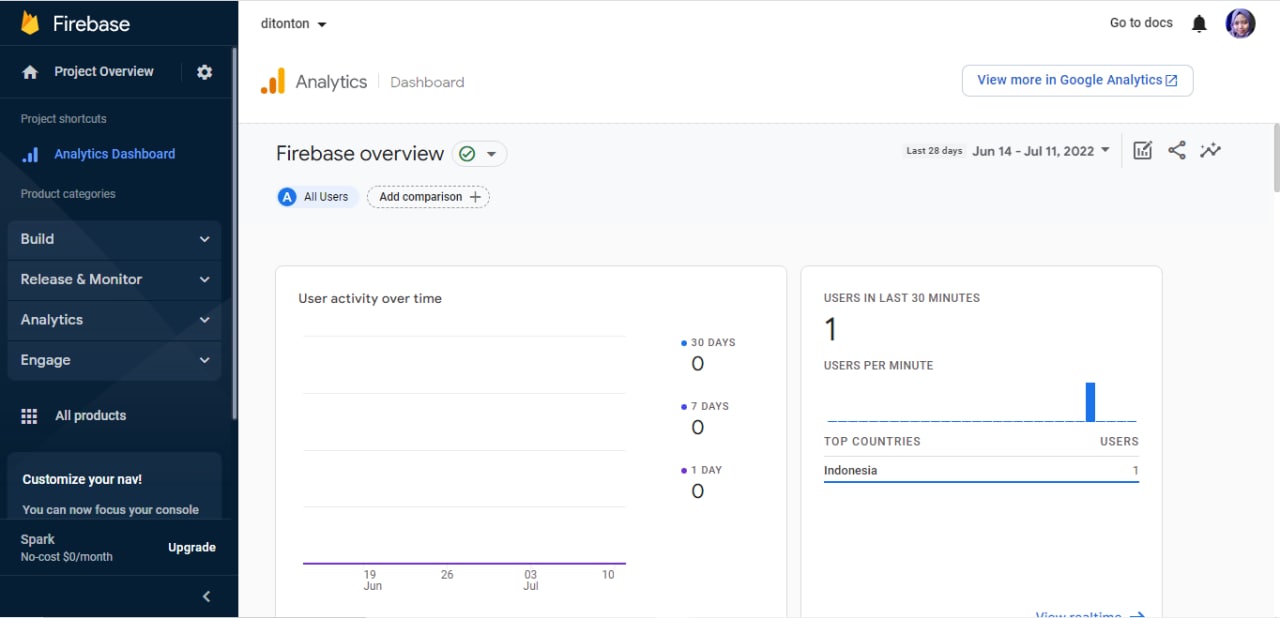 Firebase
Project Overview
Project shortcuts
Analytics Dashboard
Product categories
Build
Release & Monitor
Analytics
Engage
All products
Customize your nav!
You can now focus your console
Spark
No-cost $0/month
Upgrade
ditonton
Go to docs
Analytics Dashboard
View more in Google Analytics
Firebase overview
Last 28 days Jun 14 - Jul 11, 2022
A All Users
Add comparison
User activity over time
30 DAYS
0
7 DAYS
0
1 DAY
0
19 26 03 10
Jun Jul
USERS IN LAST 30 MINUTES
1
USERS PER MINUTE
TOP COUNTRIES USERS
Indonesia 1
View realtime